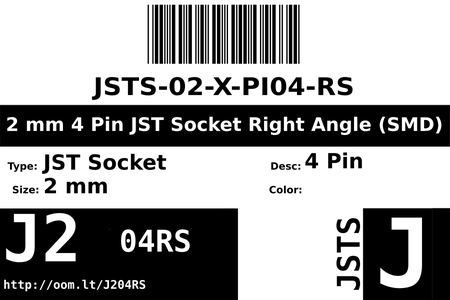 JSTS-02-X-PI04-RS
2 mm 4 Pin JST Socket Right Angle (SMD)
Type: JST Socket
Desc: 4 Pin
Size: 2 mm
Color:
J2
04RS
http://oom.lt/J204RS
JSTS
J